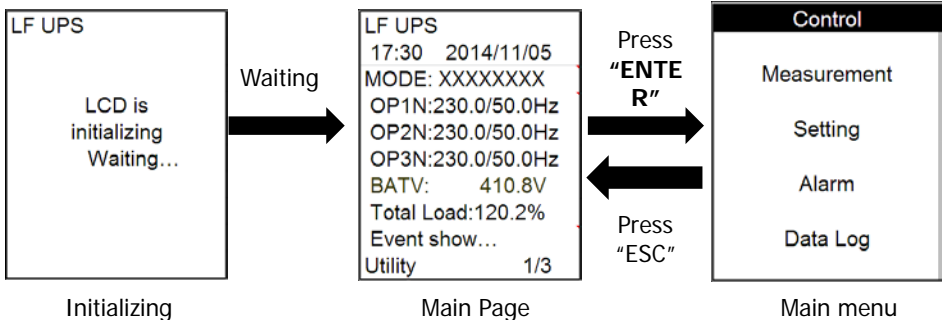 LF UPS
LCD is
initializing
Waiting...
Initializing
Waiting
LF UPS
17:30 2014/11/05
MODE: XXXXXXXX
OP1N:230.0/50.0Hz
OP2N:230.0/50.0Hz
OP3N:230.0/50.0Hz
BATV: 410.8V
Total Load:120.2%
Event show...
Utility 1/3
Main Page
Press
“ENTE
R”
Press
“ESC”
Control
Measurement
Setting
Alarm
Data Log
Main menu